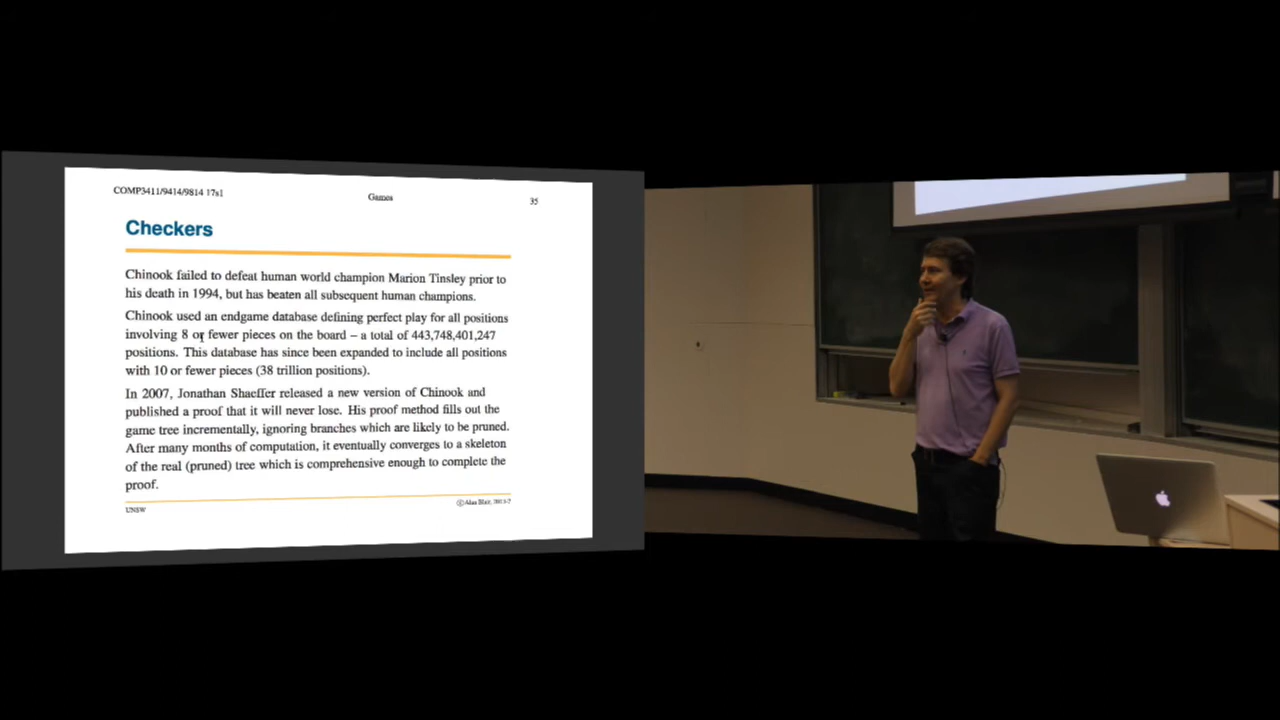 COMP3411/9414/9814 17s1
Games
35
Checkers
Chinook failed to defeat human world champion Marion Tinsley prior to
his death in 1994, but has beaten all subsequent human champions.
Chinook used an endgame database defining perfect play for all positions
involving 8 or fewer pieces on the board – a total of 443,748,401,247
positions. This database has since been expanded to include all positions
with 10 or fewer pieces (38 trillion positions).
In 2007, Jonathan Shaeffer released a new version of Chinook and
published a proof that it will never lose. His proof method fills out the
game tree incrementally, ignoring branches which are likely to be pruned.
After many months of computation, it eventually converges to a skeleton
of the real (pruned) tree which is comprehensive enough to complete the
proof.
UNSW
©Alan Blair,